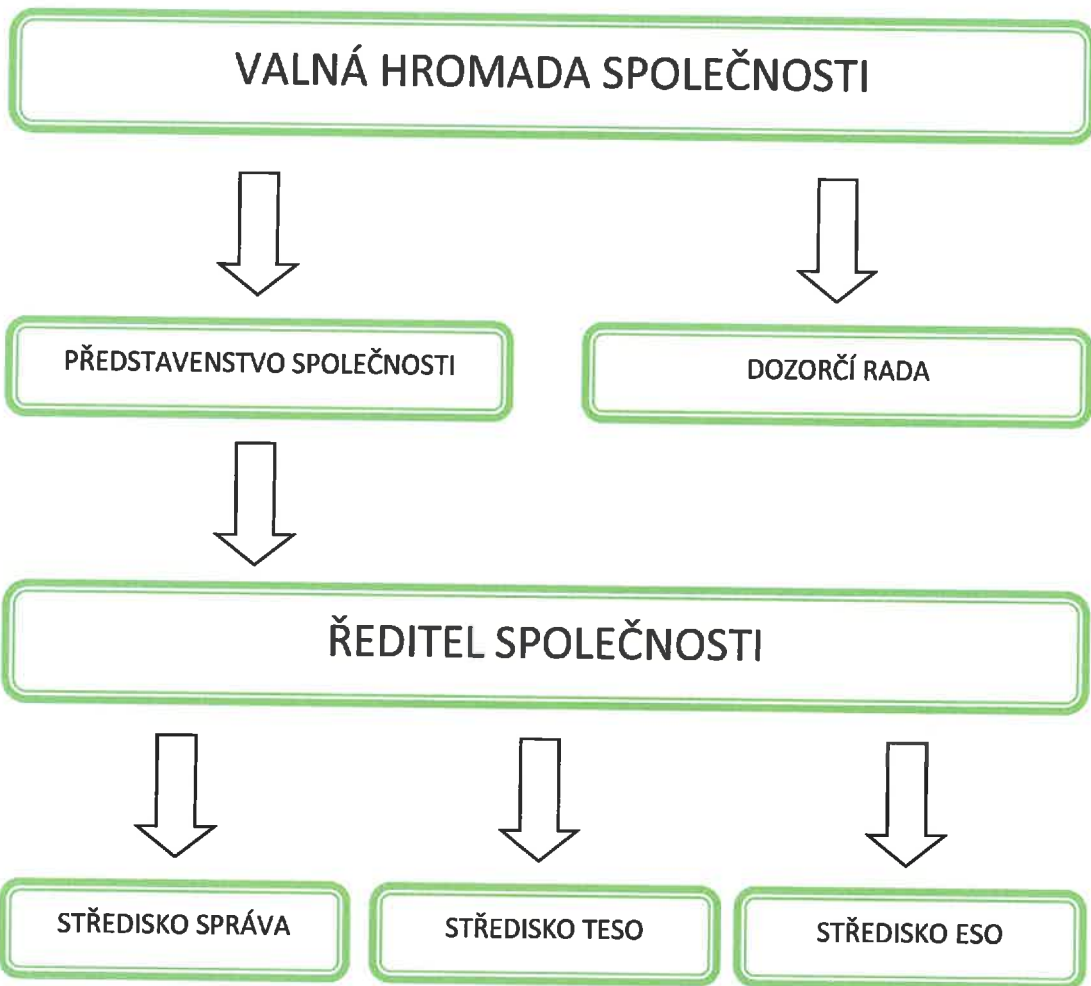 VALNÁ HROMADA SPOLEČNOSTI
PŘEDSTAVENSTVO SPOLEČNOSTI
DOZORČÍ RADA
ŘEDITEL SPOLEČNOSTI
STŘEDISKO SPRÁVA
STŘEDISKO TESO
STŘEDISKO ESO